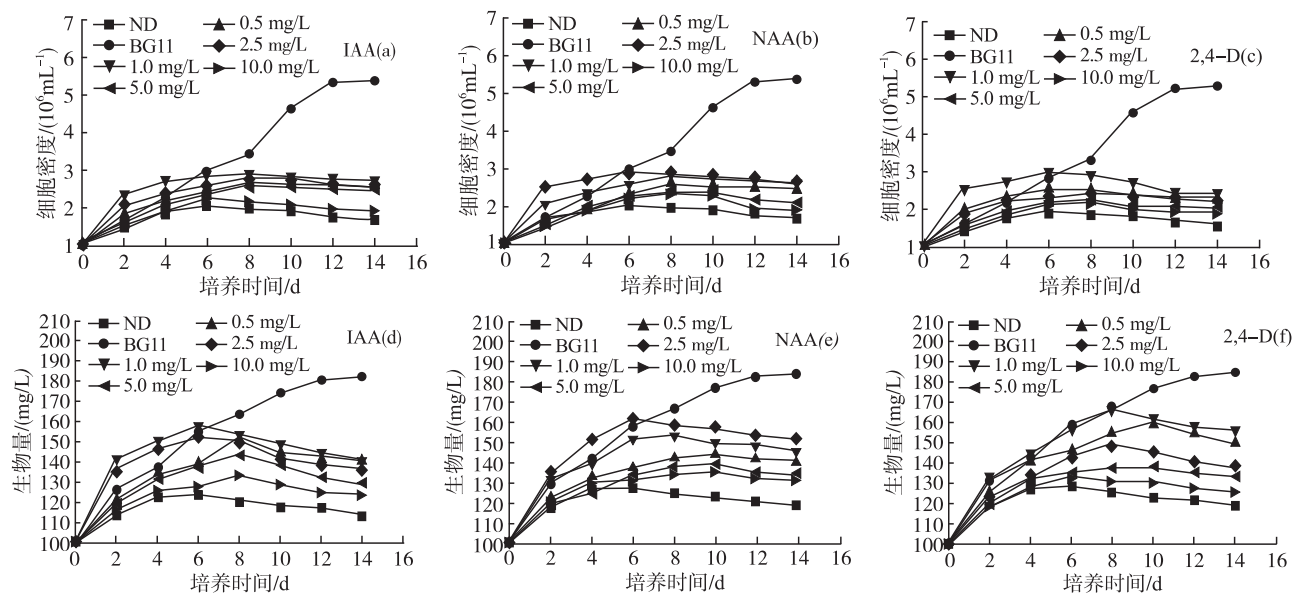 7
6
5
4
3
2
1
细胞密度/(10⁶mL⁻¹)
ND
BG11
1.0 mg/L
5.0 mg/L
0.5 mg/L
2.5 mg/L
10.0 mg/L
IAA(a)
0 2 4 6 8 10 12 14 16
培养时间/d
7
6
5
4
3
2
1
细胞密度/(10⁶mL⁻¹)
ND
BG11
1.0 mg/L
5.0 mg/L
0.5 mg/L
2.5 mg/L
10.0 mg/L
NAA(b)
0 2 4 6 8 10 12 14 16
培养时间/d
7
6
5
4
3
2
1
细胞密度/(10⁶mL⁻¹)
ND
BG11
1.0 mg/L
5.0 mg/L
0.5 mg/L
2.5 mg/L
10.0 mg/L
2,4-D(c)
0 2 4 6 8 10 12 14 16
培养时间/d
210
200
190
180
170
160
150
140
130
120
110
100
生物量/(mg/L)
ND
BG11
1.0 mg/L
5.0 mg/L
0.5 mg/L
2.5 mg/L
10.0 mg/L
IAA(d)
0 2 4 6 8 10 12 14 16
培养时间/d
210
200
190
180
170
160
150
140
130
120
110
100
生物量/(mg/L)
ND
BG11
1.0 mg/L
5.0 mg/L
0.5 mg/L
2.5 mg/L
10.0 mg/L
NAA(e)
0 2 4 6 8 10 12 14 16
培养时间/d
210
200
190
180
170
160
150
140
130
120
110
100
生物量/(mg/L)
ND
BG11
1.0 mg/L
5.0 mg/L
0.5 mg/L
2.5 mg/L
10.0 mg/L
2,4-D(f)
0 2 4 6 8 10 12 14 16
培养时间/d